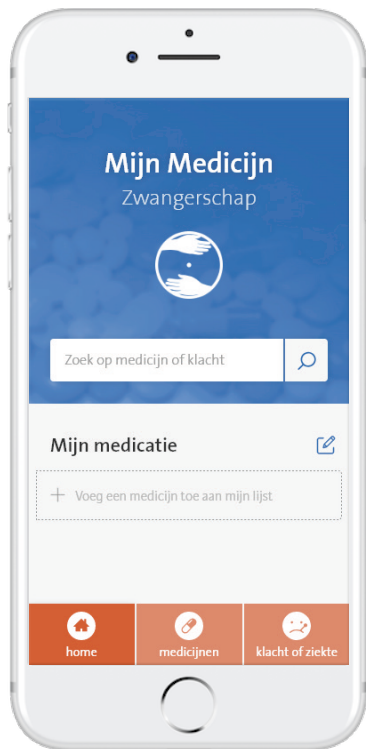 Mijn Medicijn
Zwangerschap
Zoek op medicijn of klacht
Mijn medicatie
Voeg een medicijn toe aan mijn lijst
home
medicijnen
klacht of ziekte